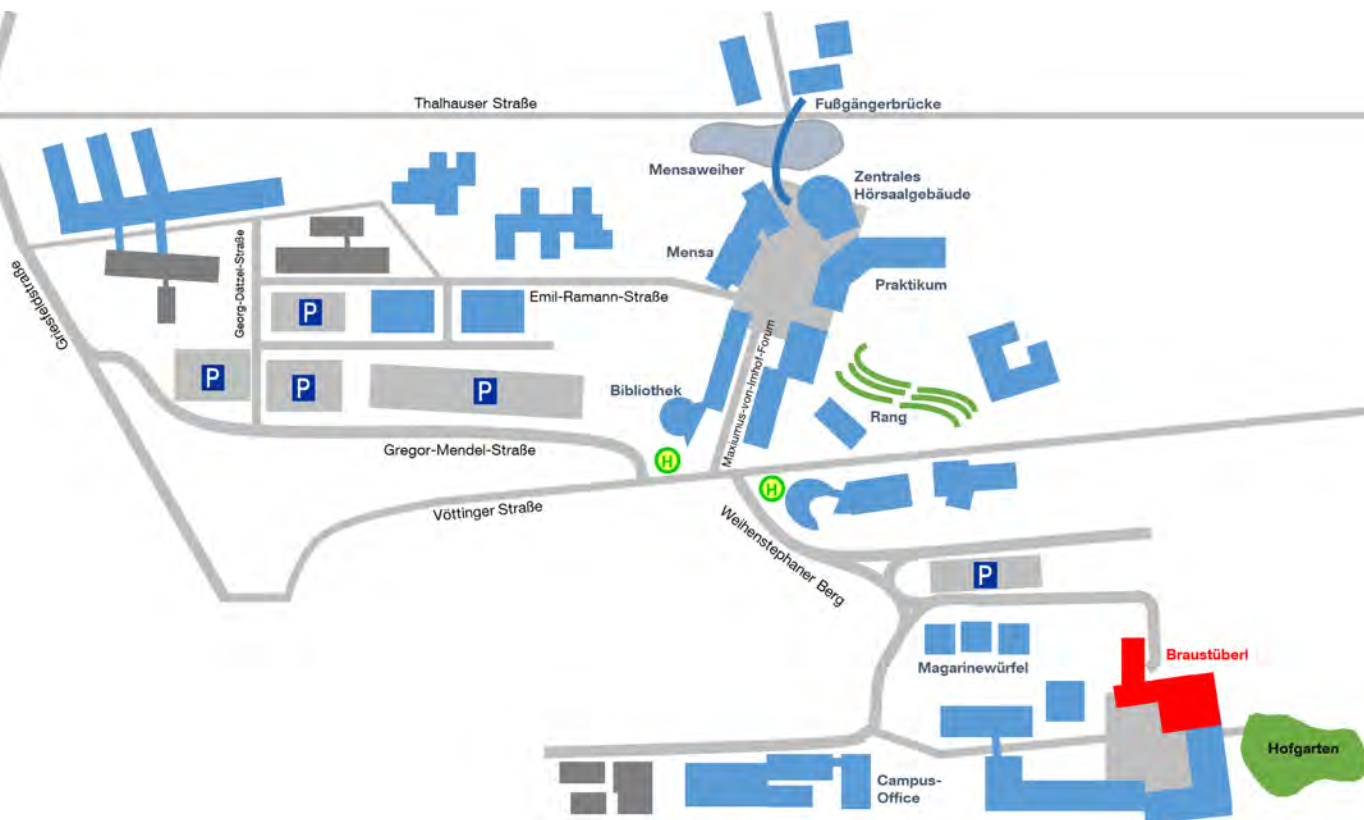 Thalhauser Straße
Fußgängerbrücke
Mensaweiher
Zentrales
Hörsaalgebäude
Mensa
Praktikum
Griesfeldstraße
Georg-Dätzel-Straße
Emil-Ramann-Straße
P
P
P
P
Bibliothek
Maxiumus-von-Imhof-Forum
Rang
Gregor-Mendel-Straße
H
H
Vöttinger Straße
Weihenstephaner Berg
P
Magarinewürfel
Braustüberl
Hofgarten
Campus-
Office